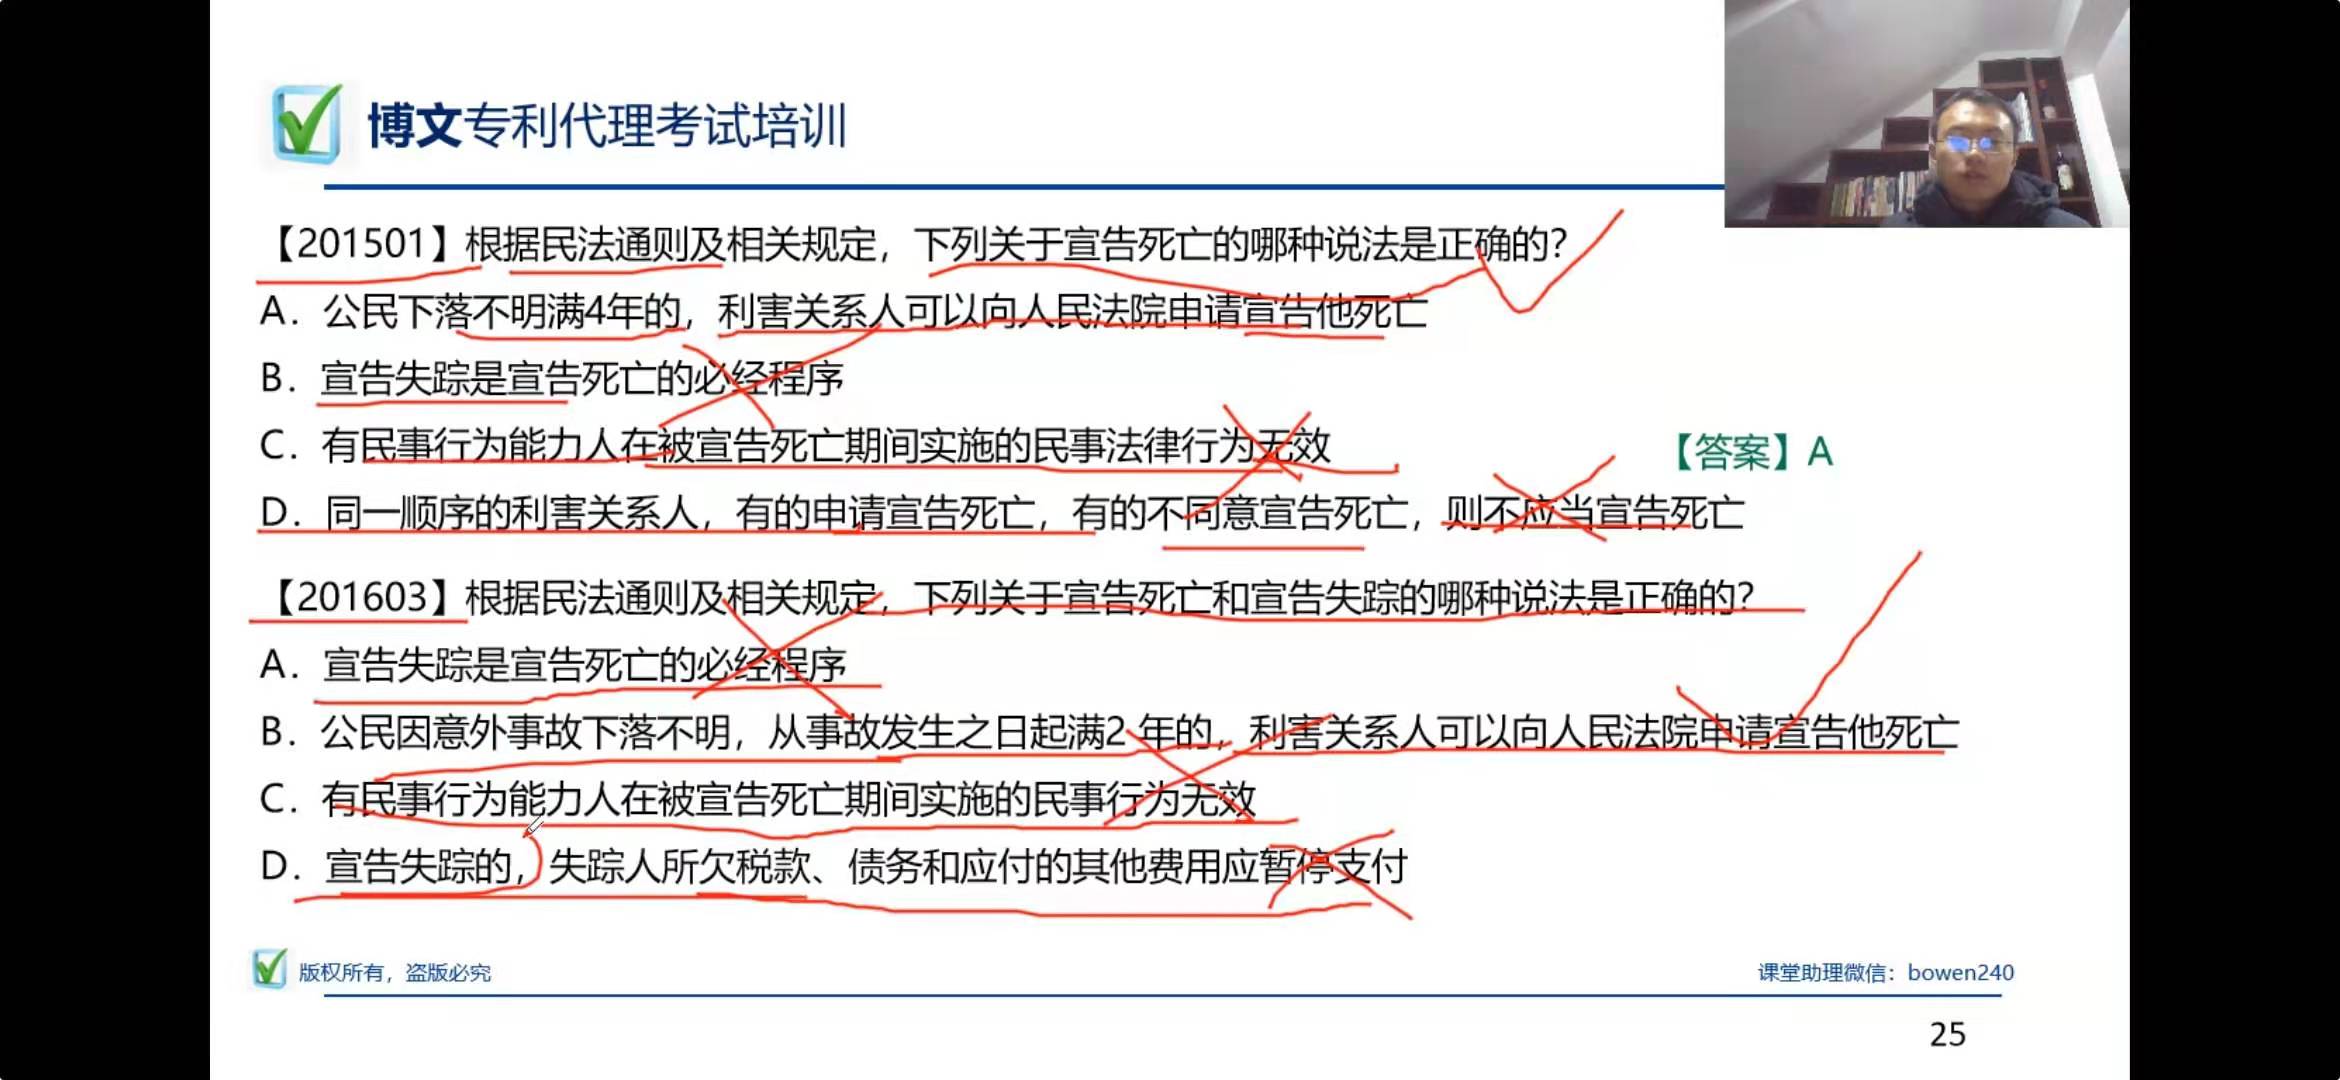 博文专利代理考试培训
【201501】根据民法通则及相关规定，下列关于宣告死亡的哪种说法是正确的？
A．公民下落不明满4年的，利害关系人可以向人民法院申请宣告他死亡
B．宣告失踪是宣告死亡的必经程序
C．有民事行为能力人在被宣告死亡期间实施的民事法律行为无效
【答案】A
D．同一顺序的利害关系人，有的申请宣告死亡，有的不同意宣告死亡，则不应当宣告死亡
【201603】根据民法通则及相关规定，下列关于宣告死亡和宣告失踪的哪种说法是正确的？
A．宣告失踪是宣告死亡的必经程序
B．公民因意外事故下落不明，从事故发生之日起满2 年的，利害关系人可以向人民法院申请宣告他死亡
C．有民事行为能力人在被宣告死亡期间实施的民事行为无效
D．宣告失踪的，失踪人所欠税款、债务和应付的其他费用应暂停支付
版权所有，盗版必究
课堂助理微信：bowen240
25